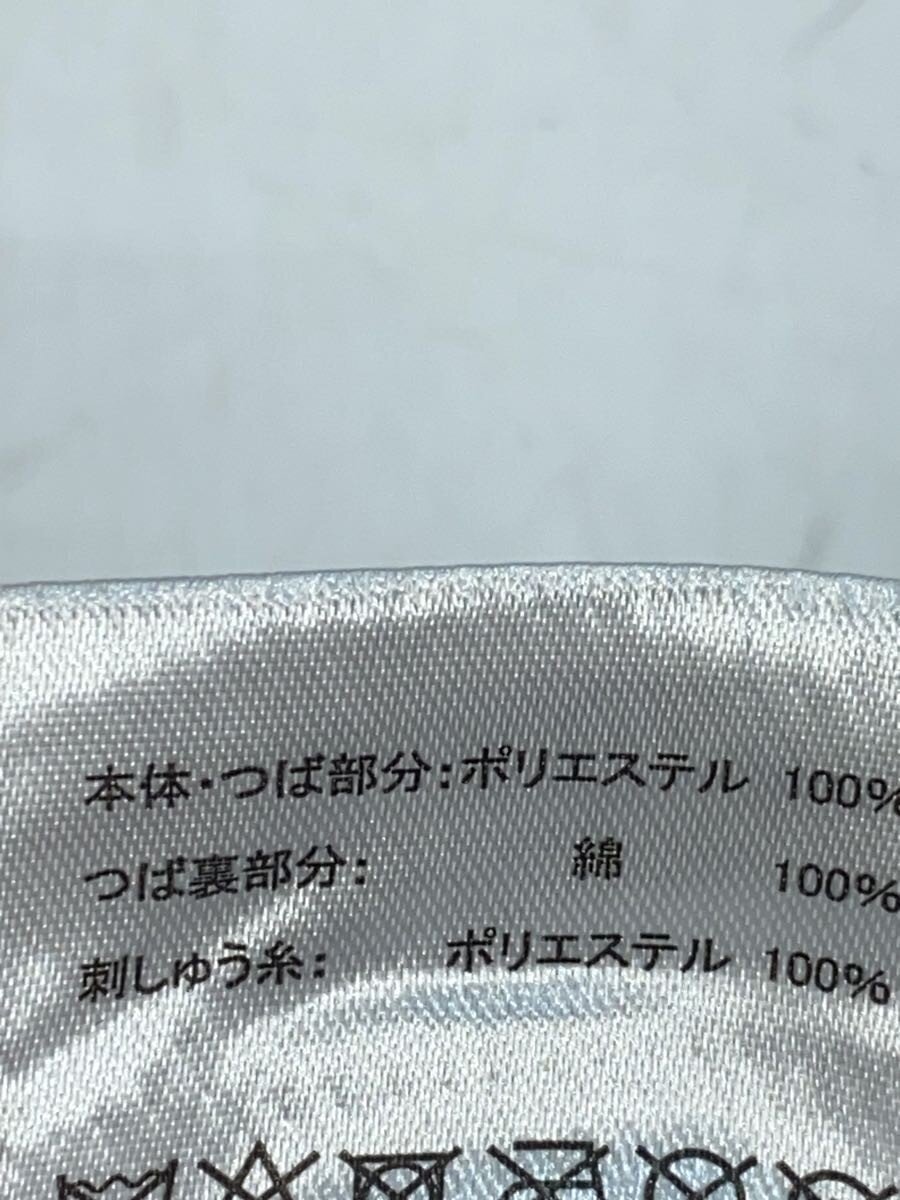 本体・つば部分:ポリエステル 100%
つば裏部分: 綿 100%
刺しゅう糸: ポリエステル 100%